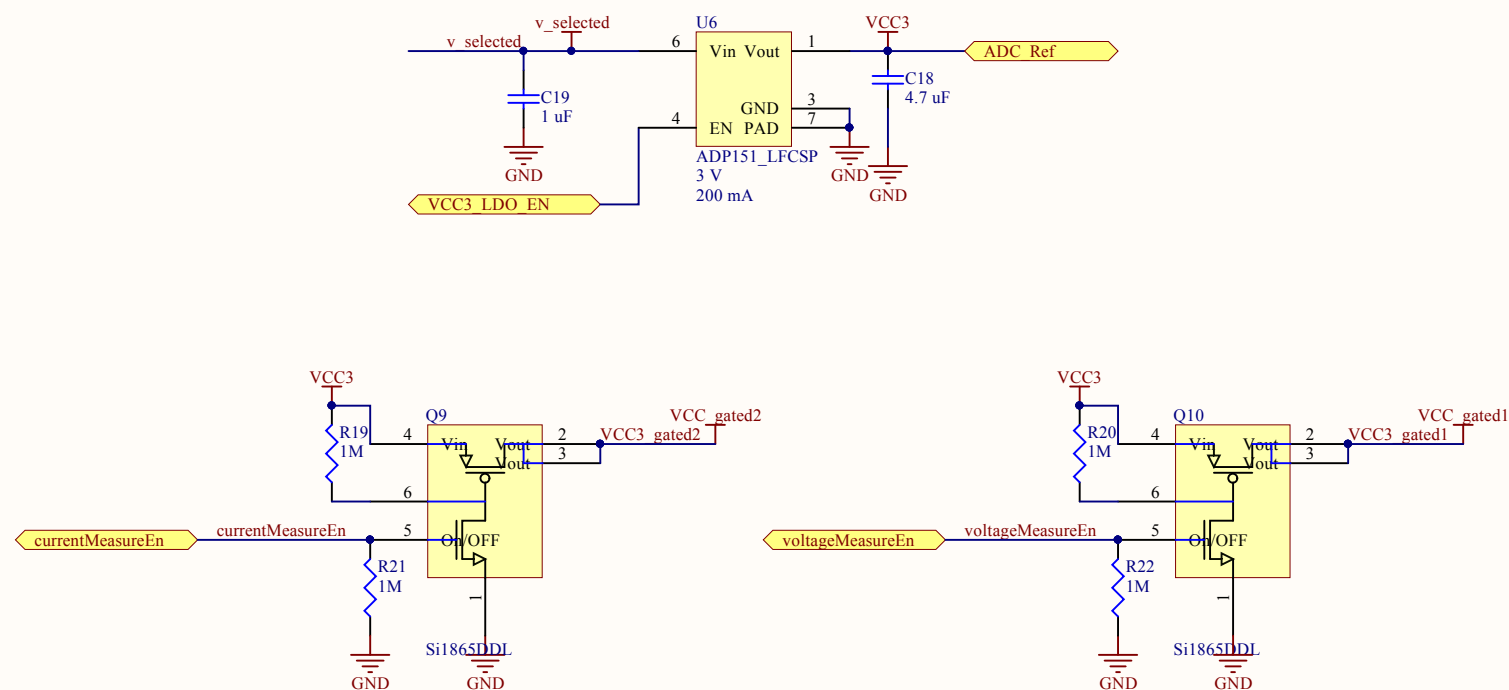 v_selected
U6
VCC3
v_selected
6
Vin Vout
1
ADC_Ref
C18
4.7 uF
C19
1 uF
GND
3
4
EN PAD
7
GND
ADP151_LFCSP
3 V
200 mA
GND
GND
VCC3_LDO_EN
VCC3
Q9
VCC_gated2
R19
1M
4
Vin
Vout
2
VCC3_gated2
Vout
3
6
currentMeasureEn
currentMeasureEn
5
On/OFF
R21
1M
1
Si1865DDL
GND
GND
VCC3
Q10
VCC_gated1
R20
1M
4
Vin
Vout
2
VCC3_gated1
Vout
3
6
voltageMeasureEn
voltageMeasureEn
5
On/OFF
R22
1M
1
Si1865DDL
GND
GND